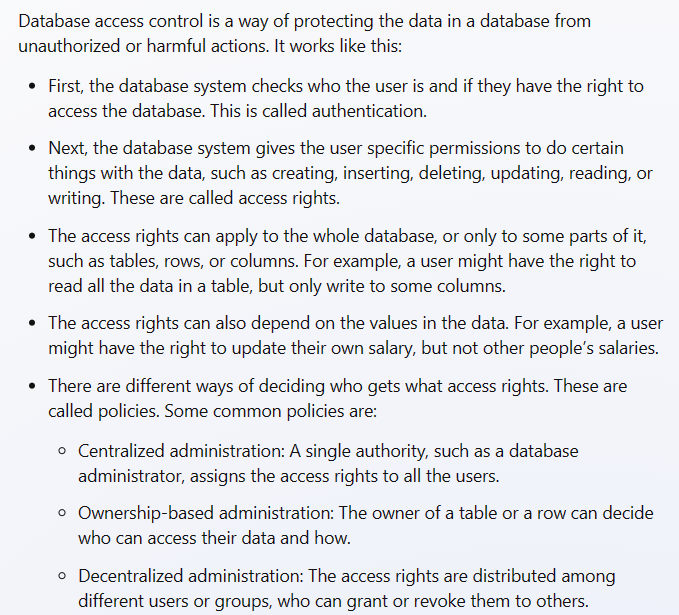 Database access control is a way of protecting the data in a database from
unauthorized or harmful actions. It works like this:
• First, the database system checks who the user is and if they have the right to
access the database. This is called authentication.
• Next, the database system gives the user specific permissions to do certain
things with the data, such as creating, inserting, deleting, updating, reading, or
writing. These are called access rights.
• The access rights can apply to the whole database, or only to some parts of it,
such as tables, rows, or columns. For example, a user might have the right to
read all the data in a table, but only write to some columns.
• The access rights can also depend on the values in the data. For example, a user
might have the right to update their own salary, but not other people’s salaries.
• There are different ways of deciding who gets what access rights. These are
called policies. Some common policies are:
◦ Centralized administration: A single authority, such as a database
administrator, assigns the access rights to all the users.
◦ Ownership-based administration: The owner of a table or a row can decide
who can access their data and how.
◦ Decentralized administration: The access rights are distributed among
different users or groups, who can grant or revoke them to others.